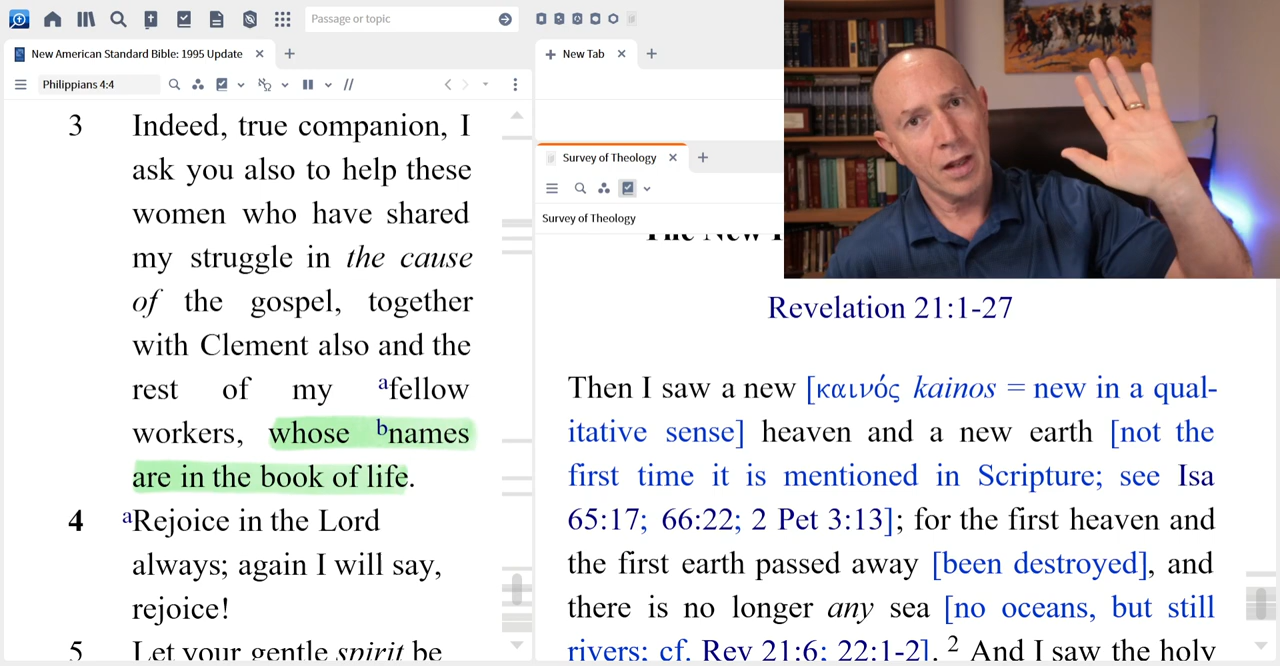 Passage or topic
New American Standard Bible: 1995 Update
Philippians 4:4
3 Indeed, true companion, I
ask you also to help these
women who have shared
my struggle in the cause
of the gospel, together
with Clement also and the
rest of my afellow
workers, whose bnames
are in the book of life.
4 aRejoice in the Lord
always; again I will say,
rejoice!
5 Let your gentle spirit be
New Tab
Survey of Theology
Survey of Theology
Revelation 21:1-27
Then I saw a new [καινός kainos = new in a qual-
itative sense] heaven and a new earth [not the
first time it is mentioned in Scripture; see Isa
65:17; 66:22; 2 Pet 3:13]; for the first heaven and
the first earth passed away [been destroyed], and
there is no longer any sea [no oceans, but still
rivers; cf. Rev 21:6; 22:1-2]. 2 And I saw the holy